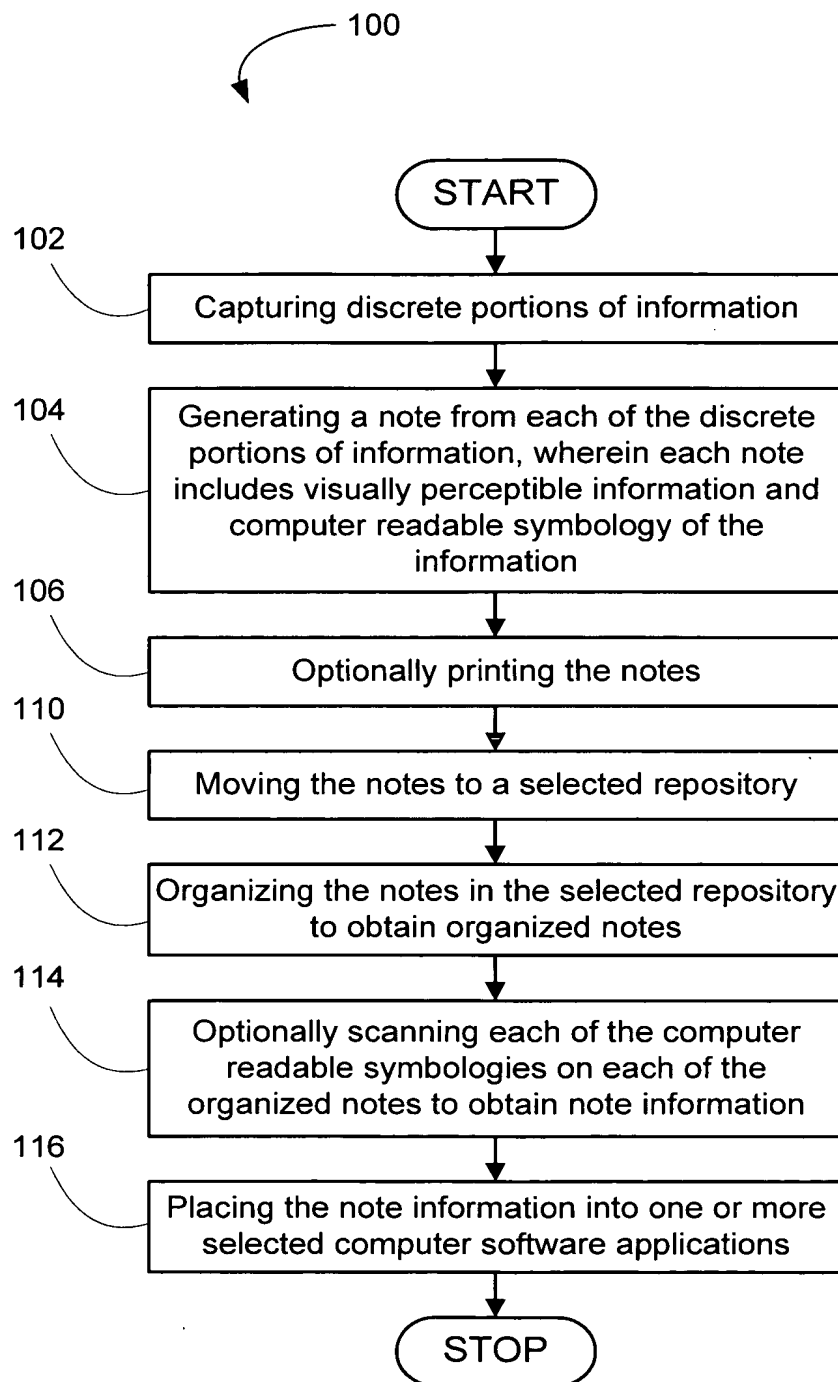 100
START
102
Capturing discrete portions of information
104
Generating a note from each of the discrete
portions of information, wherein each note
includes visually perceptible information and
computer readable symbology of the
information
106
Optionally printing the notes
110
Moving the notes to a selected repository
112
Organizing the notes in the selected repository
to obtain organized notes
114
Optionally scanning each of the computer
readable symbologies on each of the
organized notes to obtain note information
116
Placing the note information into one or more
selected computer software applications
STOP